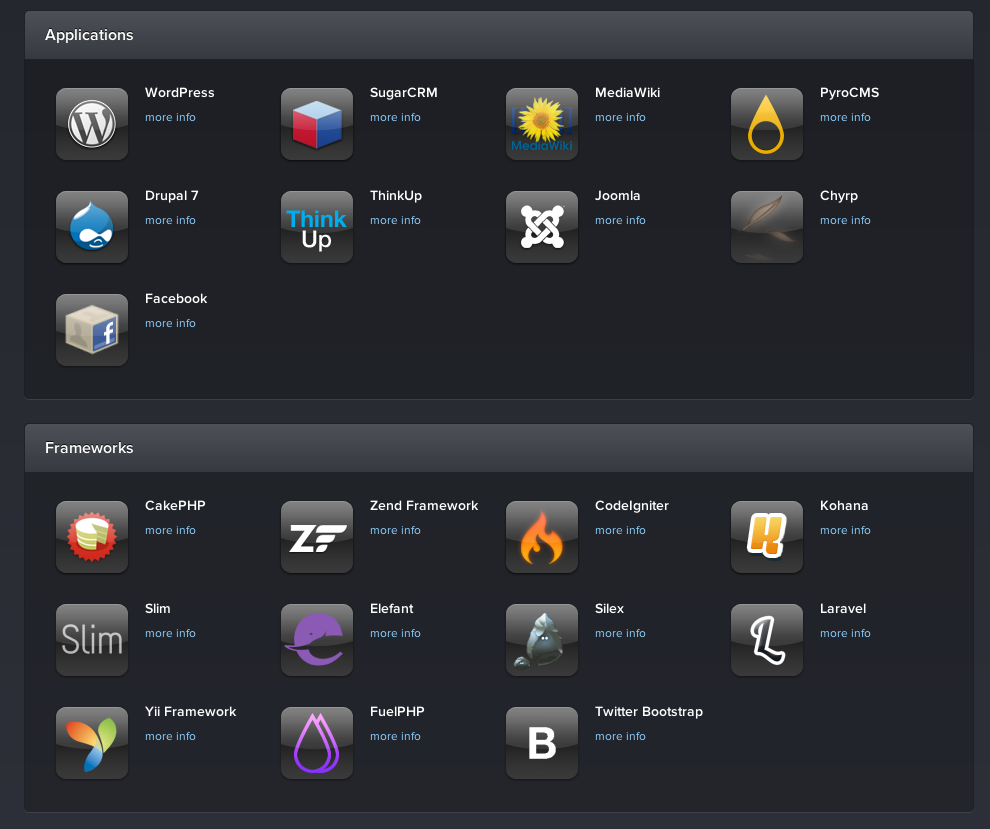 Applications
WordPress
more info
SugarCRM
more info
MediaWiki
MediaWiki
more info
PyroCMS
more info
Drupal 7
more info
Think
Up
ThinkUp
more info
Joomla
more info
Chyrp
more info
Facebook
more info
Frameworks
CakePHP
more info
ZF
Zend Framework
more info
CodeIgniter
more info
K
Kohana
more info
Slim
Slim
more info
Elefant
more info
Silex
more info
L
Laravel
more info
Yii Framework
more info
FuelPHP
more info
B
Twitter Bootstrap
more info